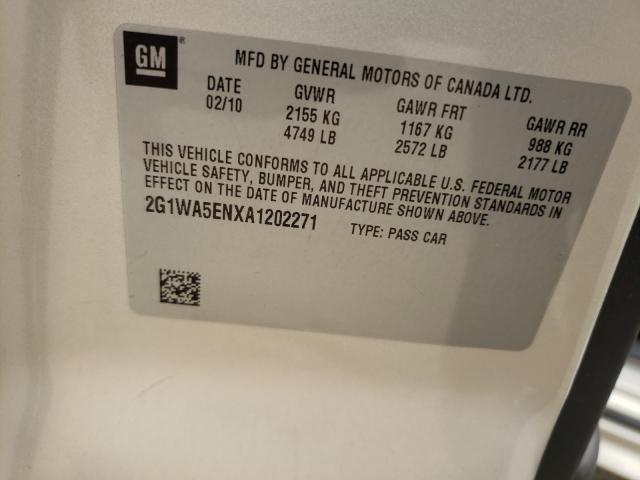 GM
MFD BY GENERAL MOTORS OF CANADA LTD.
DATE GVWR GAWR FRT GAWR RR
02/10 2155 KG 1167 KG 988 KG
4749 LB 2572 LB 2177 LB
THIS VEHICLE CONFORMS TO ALL APPLICABLE U.S. FEDERAL MOTOR
VEHICLE SAFETY, BUMPER, AND THEFT PREVENTION STANDARDS IN
EFFECT ON THE DATE OF MANUFACTURE SHOWN ABOVE.
2G1WA5ENXA1202271 TYPE: PASS CAR